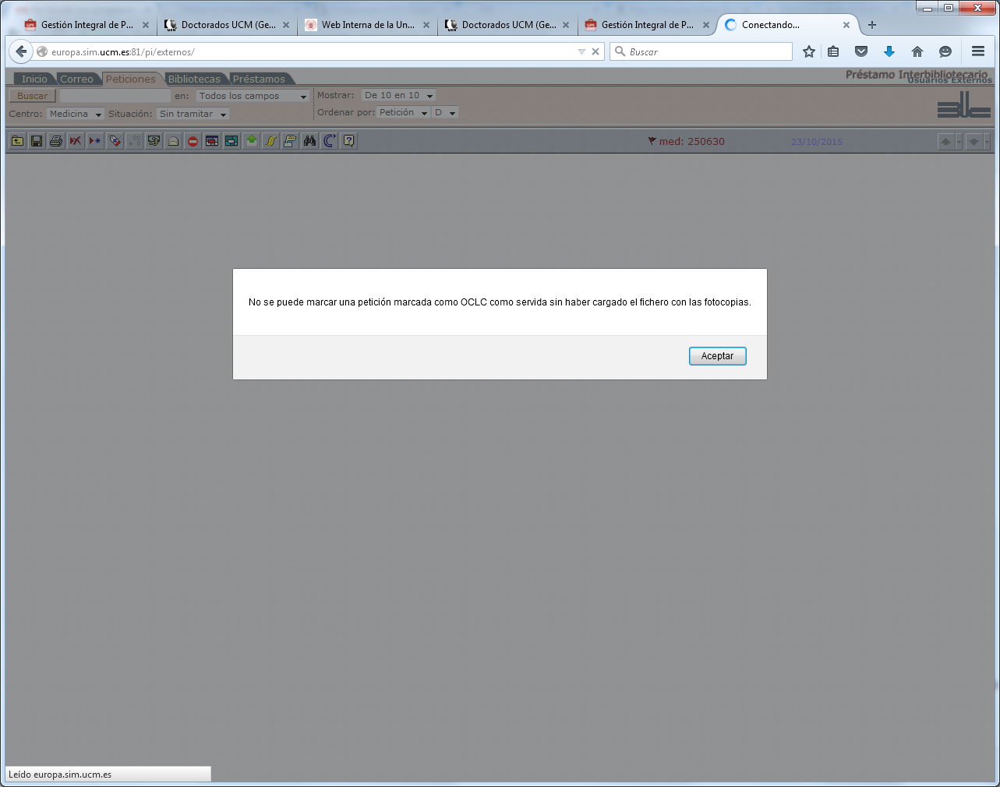 Gestión Integral de P... Doctorados UCM (Ge... Web Interna de la Un... Doctorados UCM (Ge... Gestión Integral de P... Conectando...
europa.sim.ucm.es:81/pi/externos/ Buscar
Inicio Correo Peticiones Bibliotecas Préstamos Préstamo Interbibliotecario
Usuarios Externos
Buscar en: Todos los campos Mostrar: De 10 en 10
Centro: Medicina Situación: Sin tramitar Ordenar por: Petición D
med: 250630 23/10/2015
No se puede marcar una petición marcada como OCLC como servida sin haber cargado el fichero con las fotocopias.
Aceptar
Leído europa.sim.ucm.es